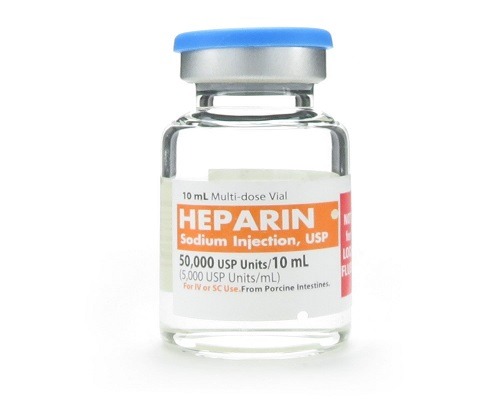 10 mL Multi-dose Vial
HEPARIN
Sodium Injection, USP
50,000 USP Units/10 mL
(5,000 USP Units/mL)
For IV or SC Use. From Porcine Intestines.